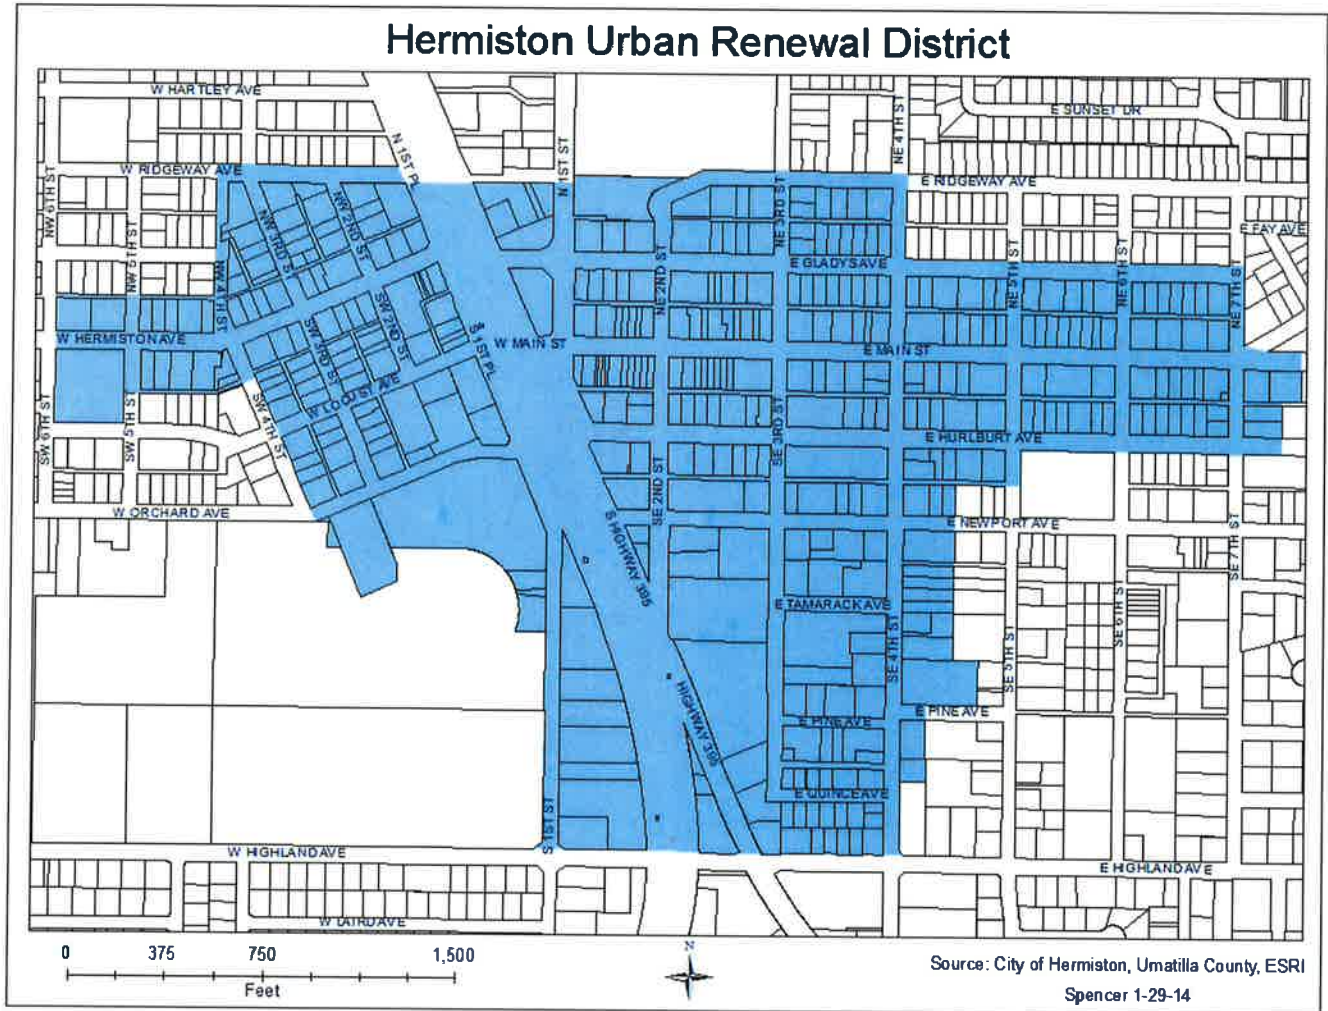 Hermiston Urban Renewal District
W HARTLEY AVE
E SUNSET DR
N 1ST PL
N 1ST ST
NE 4TH ST
W RIDGEWAY AVE
E RIDGEWAY AVE
NW 6TH ST
NW 5TH ST
NW 4TH ST
NW 3RD ST
NW 2ND ST
NE 2ND ST
NE 3RD ST
E GLADYS AVE
NE 5TH ST
NE 6TH ST
NE 7TH ST
E FAY AVE
W HERMISTON AVE
SW 3RD ST
SW 2ND ST
S 1ST PL
W MAIN ST
E MAIN ST
W LOCUST AVE
SW 6TH ST
SW 5TH ST
SW 4TH ST
SE 2ND ST
SE 3RD ST
E HURLBURT AVE
W ORCHARD AVE
S HIGHWAY 395
E NEWPORT AVE
SE 7TH ST
E TAMARACK AVE
SE 4TH ST
SE 5TH ST
SE 6TH ST
HIGHWAY 395
E PINE AVE
E PINE AVE
E QUINCE AVE
S 1ST ST
W HIGHLAND AVE
E HIGHLAND AVE
W LAIRD AVE
0 375 750 1,500
Feet
N
Source: City of Hermiston, Umatilla County, ESRI
Spencer 1-29-14